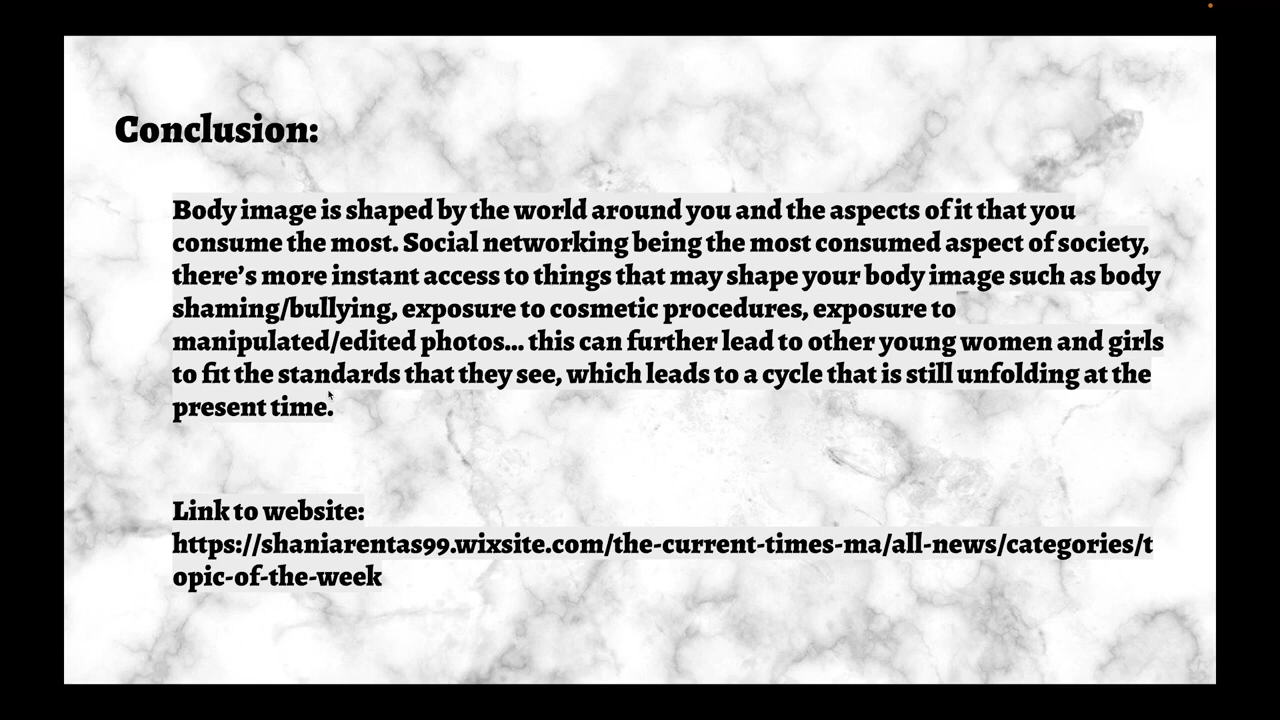 Conclusion:
Body image is shaped by the world around you and the aspects of it that you
consume the most. Social networking being the most consumed aspect of society,
there’s more instant access to things that may shape your body image such as body
shaming/bullying, exposure to cosmetic procedures, exposure to
manipulated/edited photos... this can further lead to other young women and girls
to fit the standards that they see, which leads to a cycle that is still unfolding at the
present time.
Link to website:
https://shaniarentas99.wixsite.com/the-current-times-ma/all-news/categories/t
opic-of-the-week